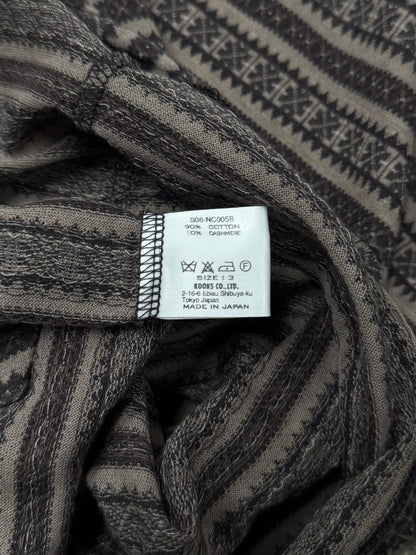 S08-NC005B
90% COTTON
10% CASHMERE
F
SIZE : 3
KOOKS CO.,LTD.
2-16-6 Ebisu Shibuya-ku
Tokyo Japan
MADE IN JAPAN